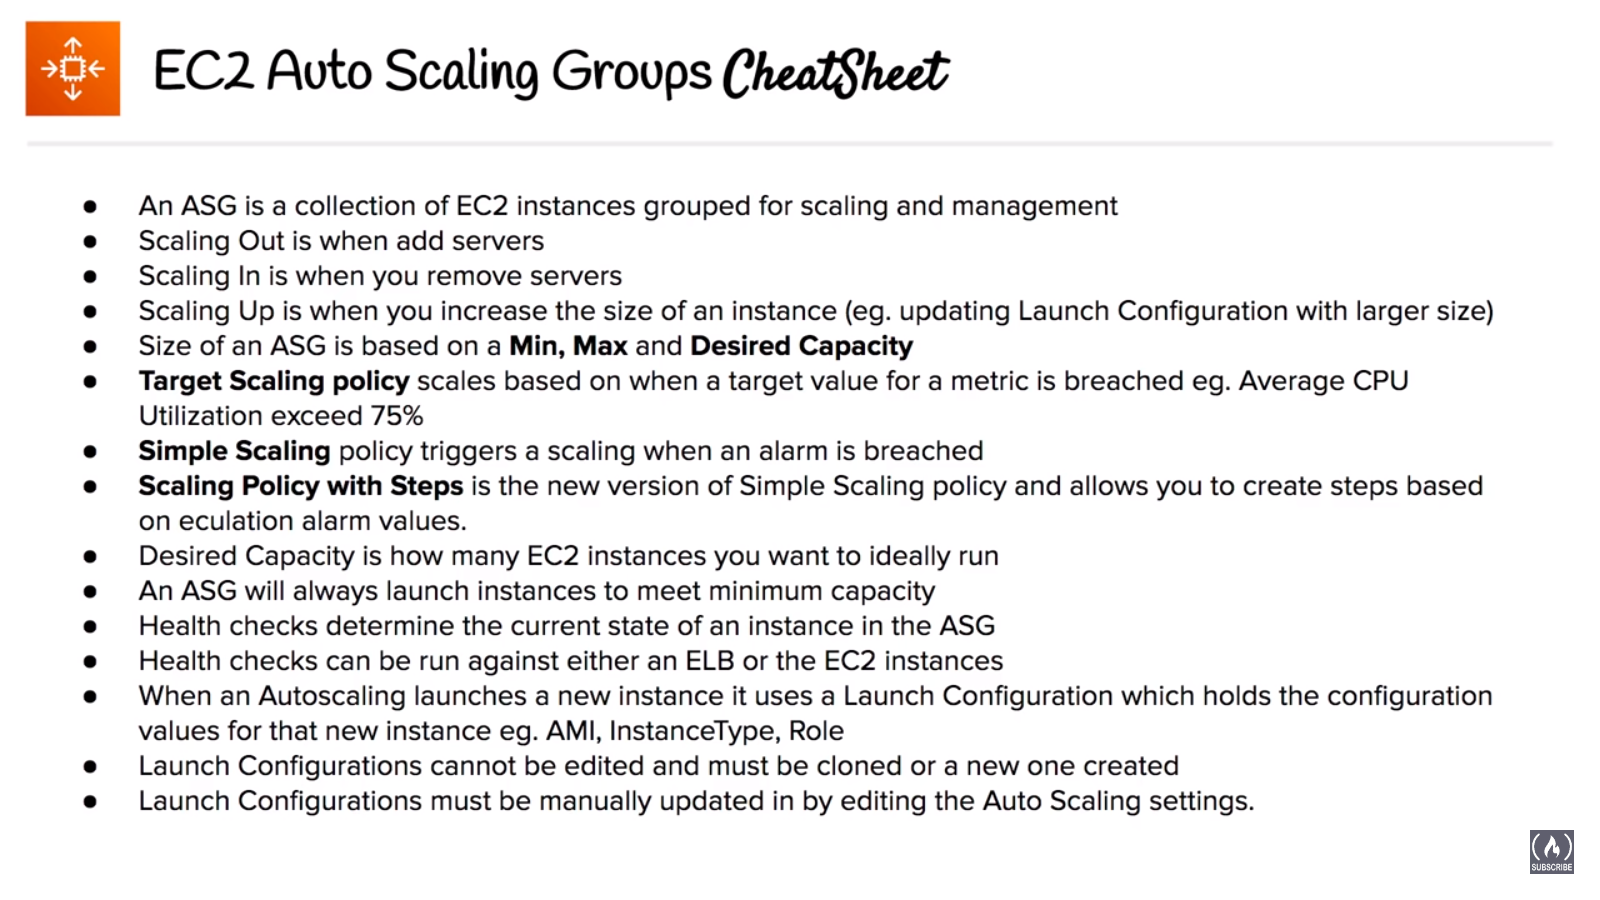 EC2 Auto Scaling Groups CheatSheet
● An ASG is a collection of EC2 instances grouped for scaling and management
● Scaling Out is when add servers
● Scaling In is when you remove servers
● Scaling Up is when you increase the size of an instance (eg. updating Launch Configuration with larger size)
● Size of an ASG is based on a Min, Max and Desired Capacity
● Target Scaling policy scales based on when a target value for a metric is breached eg. Average CPU
Utilization exceed 75%
● Simple Scaling policy triggers a scaling when an alarm is breached
● Scaling Policy with Steps is the new version of Simple Scaling policy and allows you to create steps based
on eculation alarm values.
● Desired Capacity is how many EC2 instances you want to ideally run
● An ASG will always launch instances to meet minimum capacity
● Health checks determine the current state of an instance in the ASG
● Health checks can be run against either an ELB or the EC2 instances
● When an Autoscaling launches a new instance it uses a Launch Configuration which holds the configuration
values for that new instance eg. AMI, InstanceType, Role
● Launch Configurations cannot be edited and must be cloned or a new one created
● Launch Configurations must be manually updated in by editing the Auto Scaling settings.
SUBSCRIBE